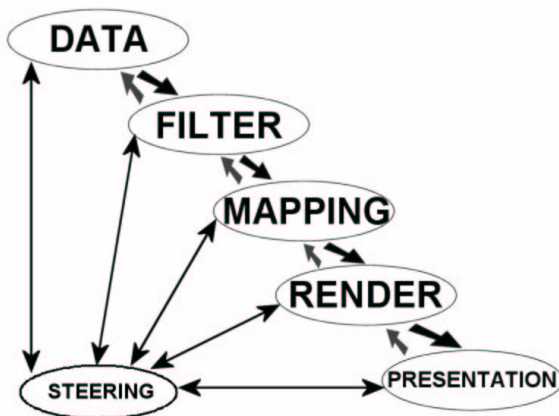 DATA
FILTER
MAPPING
RENDER
STEERING
PRESENTATION